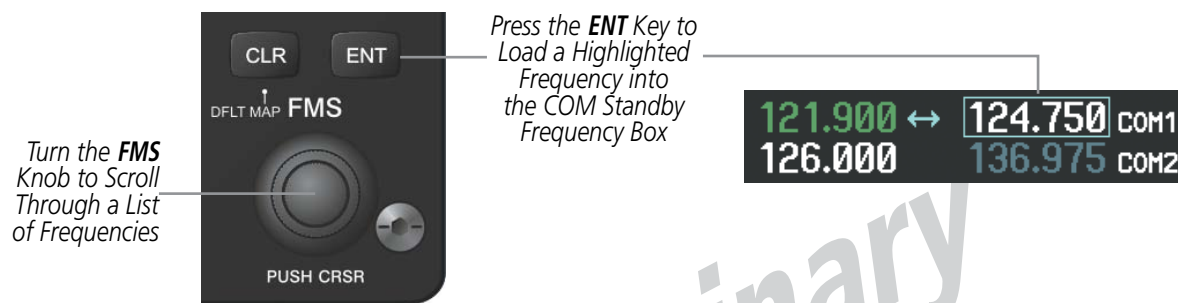 Press the ENT Key to
Load a Highlighted
Frequency into
the COM Standby
Frequency Box
CLR
ENT
DFLT MAP
FMS
Turn the FMS
Knob to Scroll
Through a List
of Frequencies
PUSH CRSR
121.900 ↔ 124.750 COM1
126.000 136.975 COM2